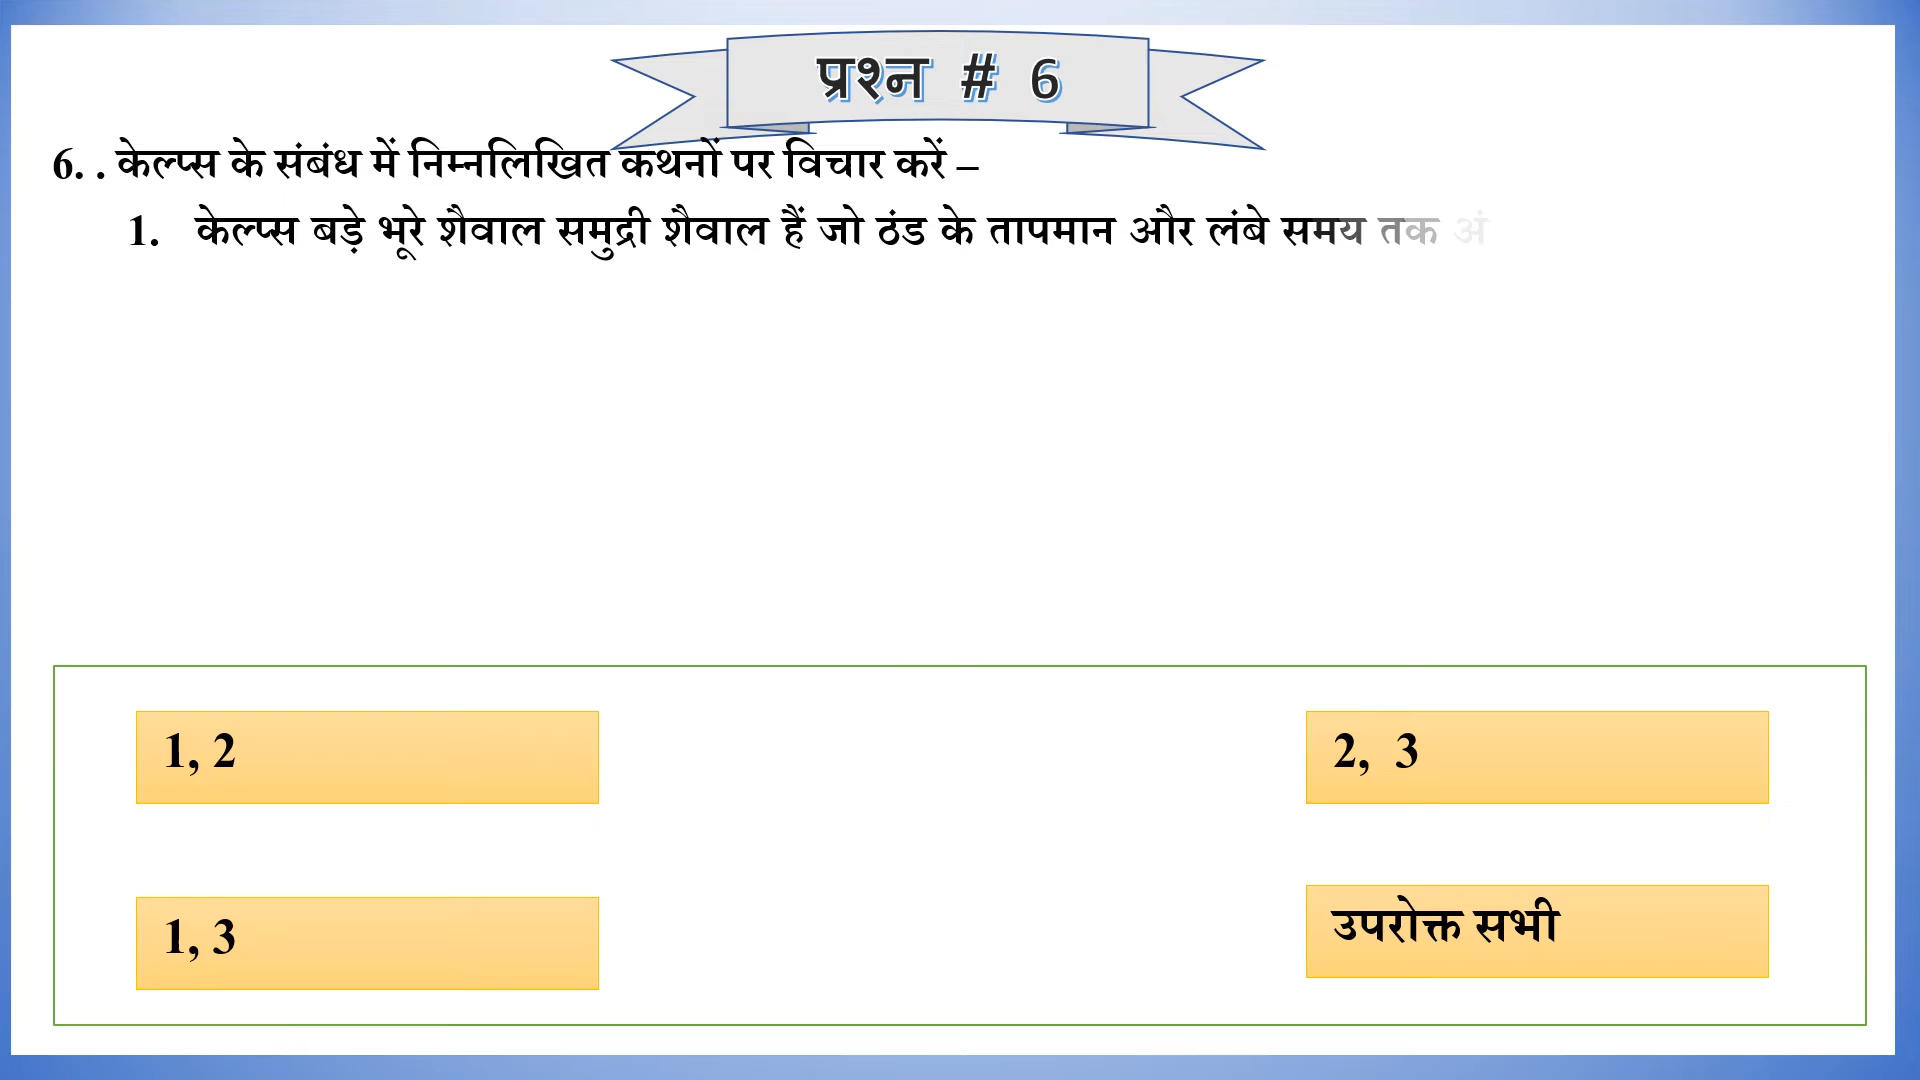 प्रश्न # 6
6. . केल्प्स के संबंध में निम्नलिखित कथनों पर विचार करें –
1. केल्प्स बड़े भूरे शैवाल समुद्री शैवाल हैं जो ठंड के तापमान और लंबे समय तक
1, 2
2, 3
1, 3
उपरोक्त सभी